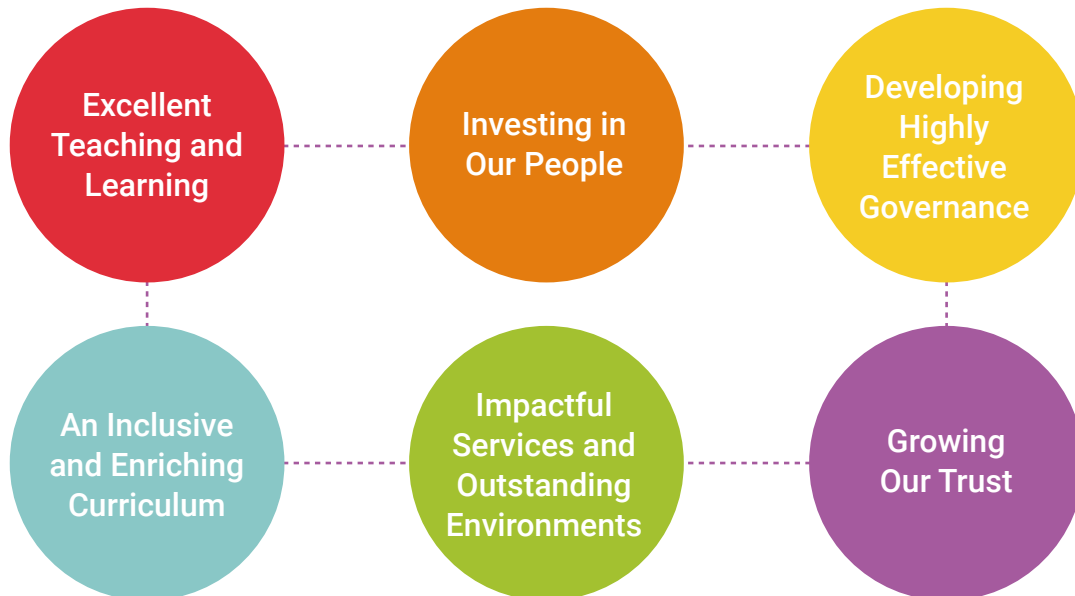 Excellent
Teaching and
Learning
Investing in
Our People
Developing
Highly
Effective
Governance
An Inclusive
and Enriching
Curriculum
Impactful
Services and
Outstanding
Environments
Growing
Our Trust